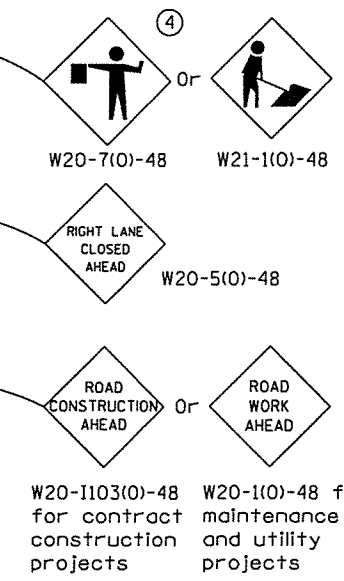 4
Or
W20-7(O)-48 W21-1(O)-48
RIGHT LANE
CLOSED
AHEAD
W20-5(O)-48
ROAD
CONSTRUCTION
AHEAD
Or
ROAD
WORK
AHEAD
W20-I103(O)-48
for contract
construction
projects
W20-1(O)-48 f
maintenance
and utility
projects